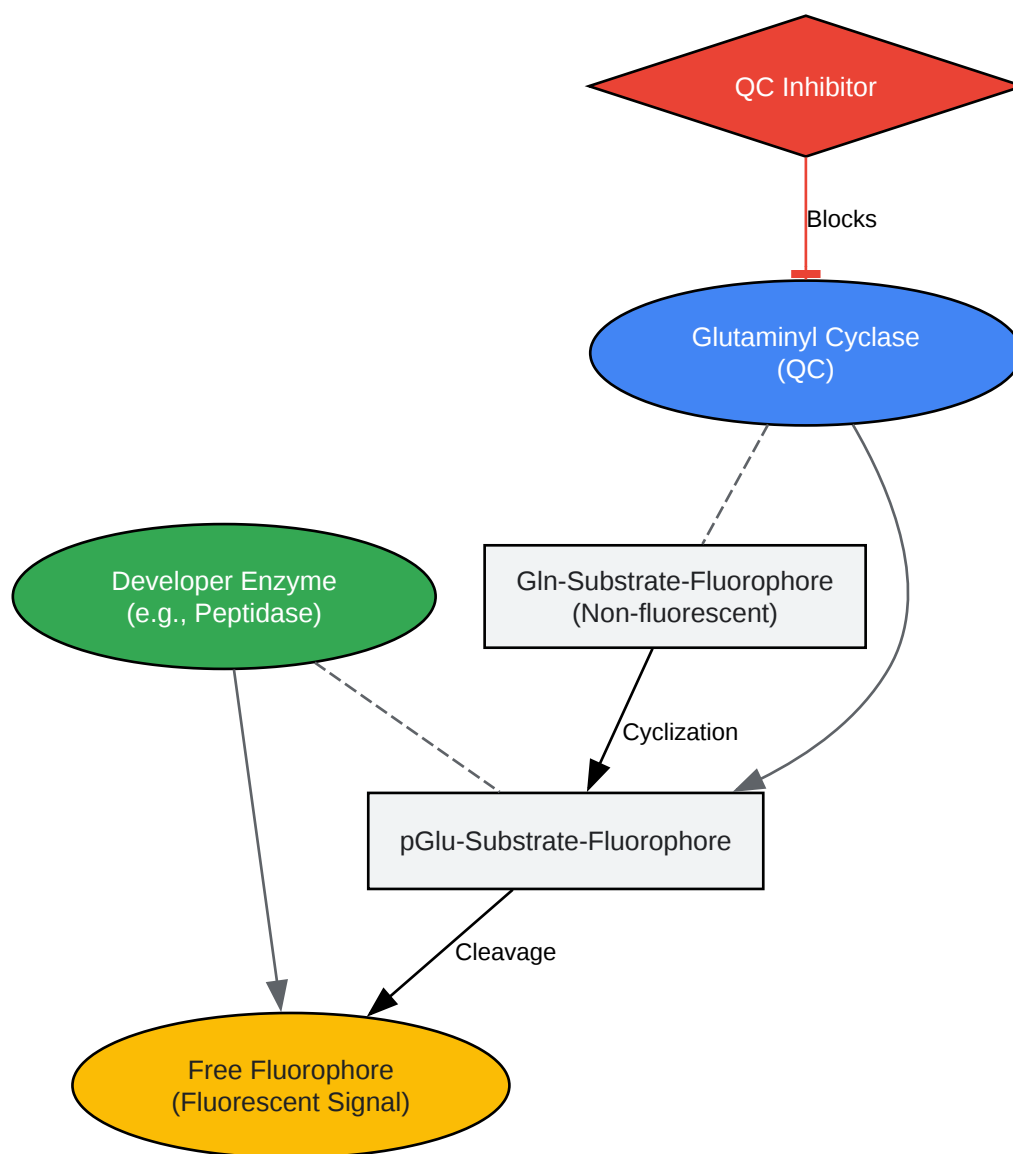 QC Inhibitor
Blocks
Glutaminyl Cyclase
(QC)
Developer Enzyme
(e.g., Peptidase)
Gln-Substrate-Fluorophore
(Non-fluorescent)
Cyclization
pGlu-Substrate-Fluorophore
Cleavage
Free Fluorophore
(Fluorescent Signal)